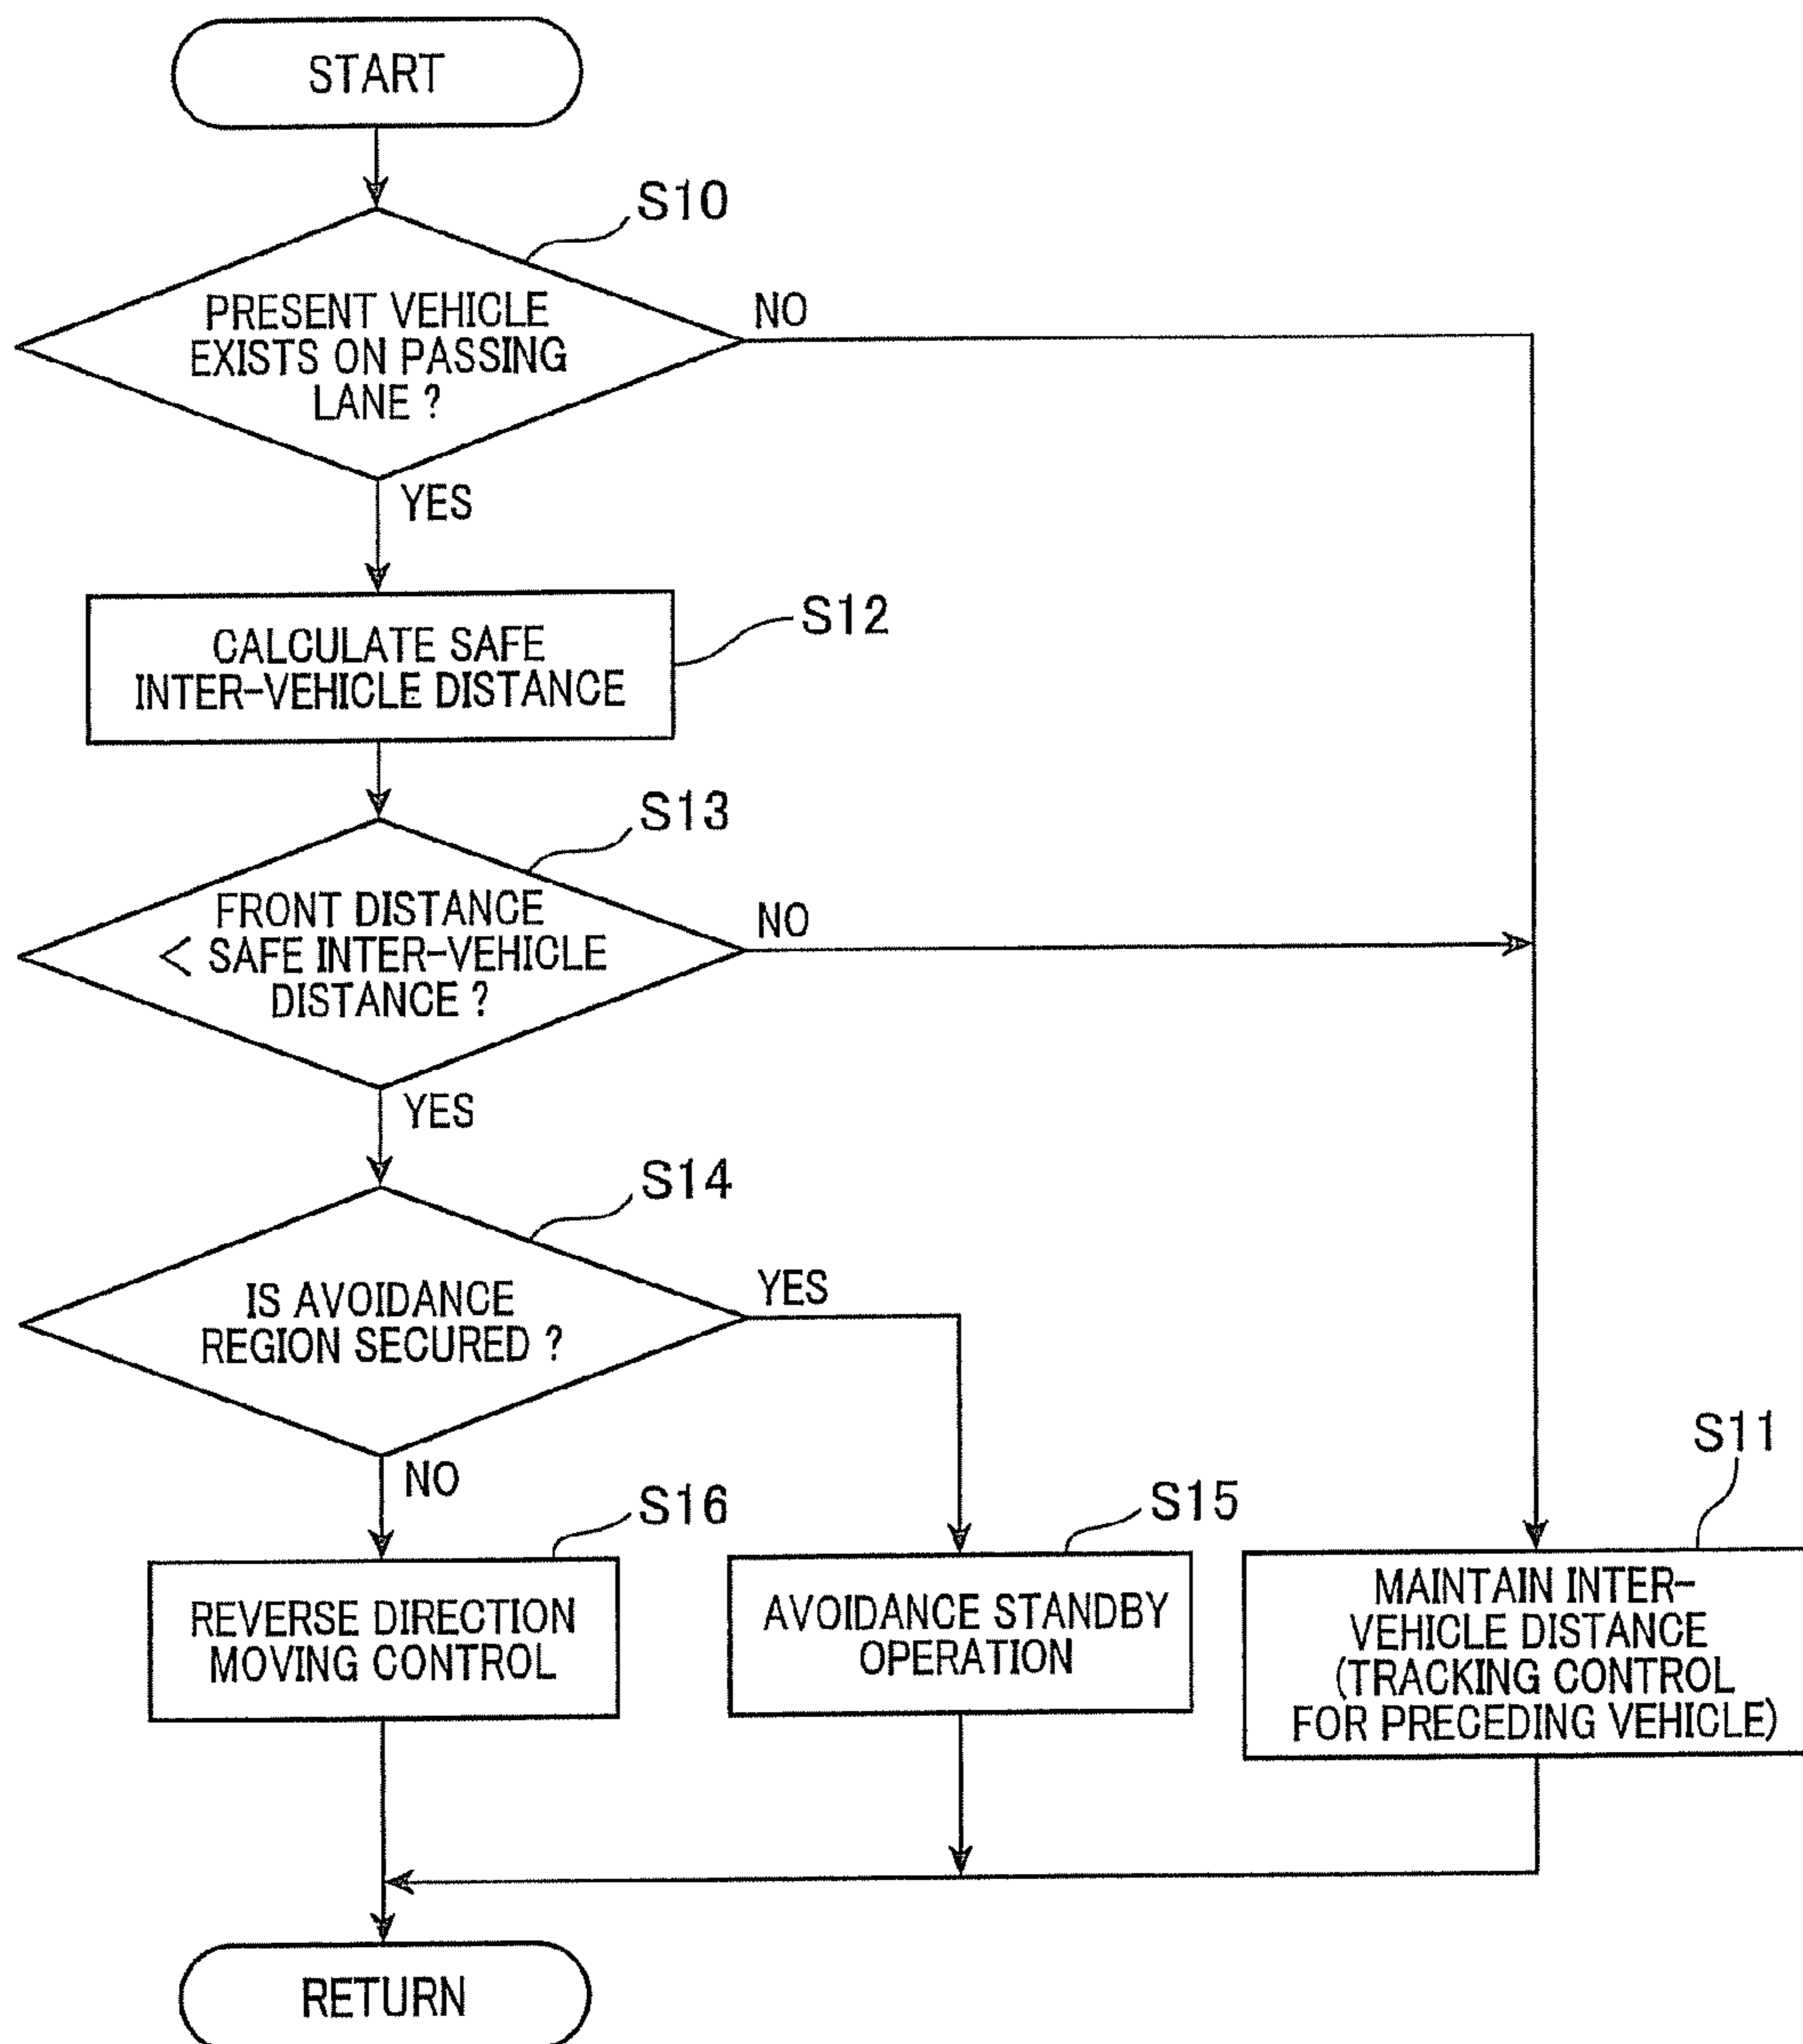 START
S10
PRESENT VEHICLE
EXISTS ON PASSING
LANE ?
NO
YES
S12
CALCULATE SAFE
INTER-VEHICLE DISTANCE
S13
FRONT DISTANCE
< SAFE INTER-VEHICLE
DISTANCE ?
NO
YES
S14
IS AVOIDANCE
REGION SECURED ?
YES
NO
S16
REVERSE DIRECTION
MOVING CONTROL
S15
AVOIDANCE STANDBY
OPERATION
S11
MAINTAIN INTER-
VEHICLE DISTANCE
(TRACKING CONTROL
FOR PRECEDING VEHICLE)
RETURN